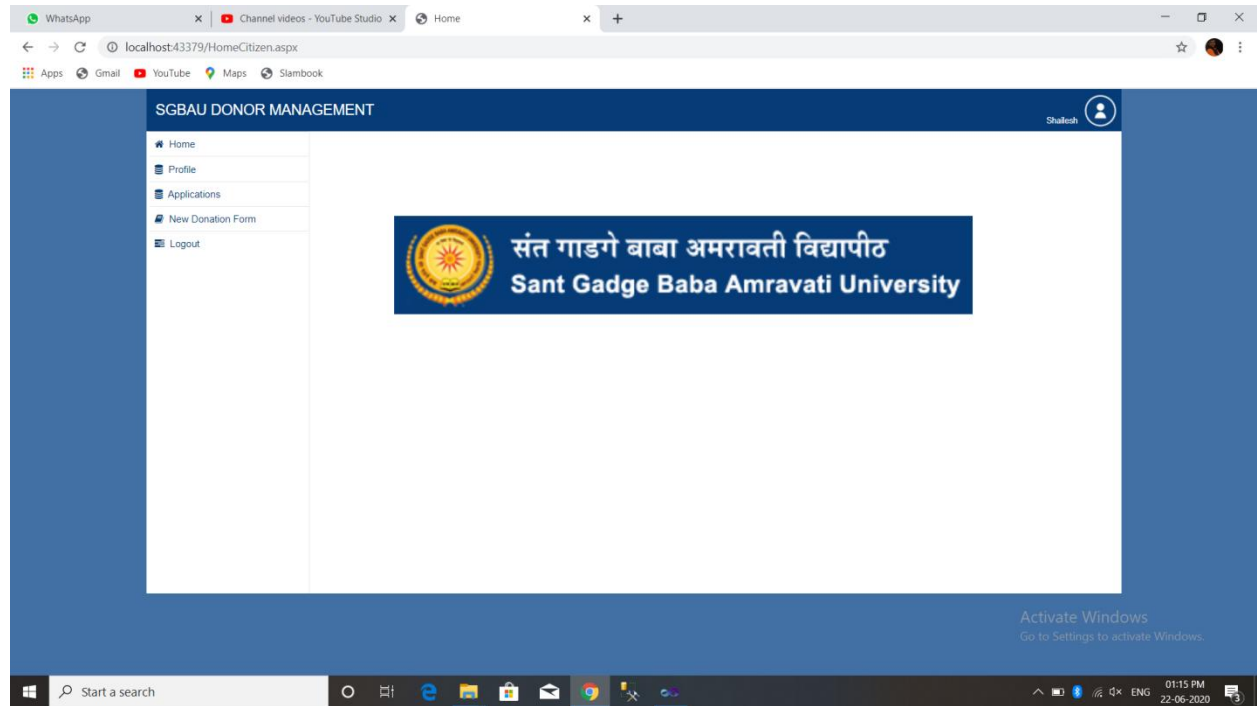 WhatsApp
Channel videos - YouTube Studio
Home
localhost:43379/HomeCitizen.aspx
Apps
Gmail
YouTube
Maps
Slambook
SGBAU DONOR MANAGEMENT
Shailesh
Home
Profile
Applications
New Donation Form
Logout
संत गाडगे बाबा अमरावती विद्यापीठ
Sant Gadge Baba Amravati University
Activate Windows
Go to Settings to activate Windows.
Start a search
ENG
01:15 PM
22-06-2020
3